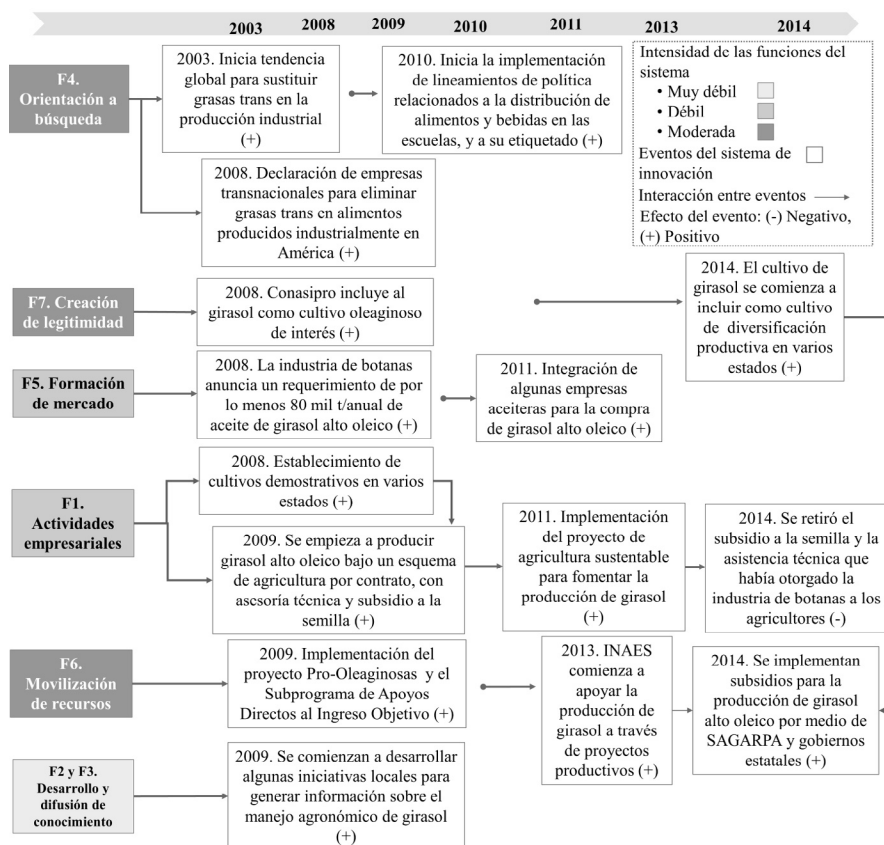 2003 2008 2009 2010 2011 2013 2014
F4.
Orientación a
búsqueda
2003. Inicia tendencia
global para sustituir
grasas trans en la
producción industrial
(+)
2010. Inicia la implementación
de lineamientos de política
relacionados a la distribución de
alimentos y bebidas en las
escuelas, y a su etiquetado (+)
Intensidad de las funciones del
sistema
• Muy débil
• Débil
• Moderada
Eventos del sistema de
innovación
Interacción entre eventos
Efecto del evento: (-) Negativo,
(+) Positivo
2008. Declaración de empresas
transnacionales para eliminar
grasas trans en alimentos
producidos industrialmente en
América (+)
F7. Creación
de legitimidad
2008. Conasipro incluye al
girasol como cultivo oleaginoso
de interés (+)
2014. El cultivo de
girasol se comienza a
incluir como cultivo
de diversificación
productiva en varios
estados (+)
F5. Formación
de mercado
2008. La industria de botanas
anuncia un requerimiento de por
lo menos 80 mil t/anual de
aceite de girasol alto oleico (+)
2011. Integración de
algunas empresas
aceiteras para la compra
de girasol alto oleico (+)
F1.
Actividades
empresariales
2008. Establecimiento de
cultivos demostrativos en varios
estados (+)
2009. Se empieza a producir
girasol alto oleico bajo un esquema
de agricultura por contrato, con
asesoría técnica y subsidio a la
semilla (+)
2011. Implementación
del proyecto de
agricultura sustentable
para fomentar la
producción de girasol
(+)
2014. Se retiró el
subsidio a la semilla y la
asistencia técnica que
había otorgado la
industria de botanas a los
agricultores (-)
F6.
Movilización
de recursos
2009. Implementación del
proyecto Pro-Oleaginosas y el
Subprograma de Apoyos
Directos al Ingreso Objetivo (+)
2013. INAES
comienza a
apoyar la
producción de
girasol a través
de proyectos
productivos (+)
2014. Se implementan
subsidios para la
producción de girasol
alto oleico por medio de
SAGARPA y gobiernos
estatales (+)
F2 y F3.
Desarrollo y
difusión de
conocimiento
2009. Se comienzan a desarrollar
algunas iniciativas locales para
generar información sobre el
manejo agronómico de girasol
(+)